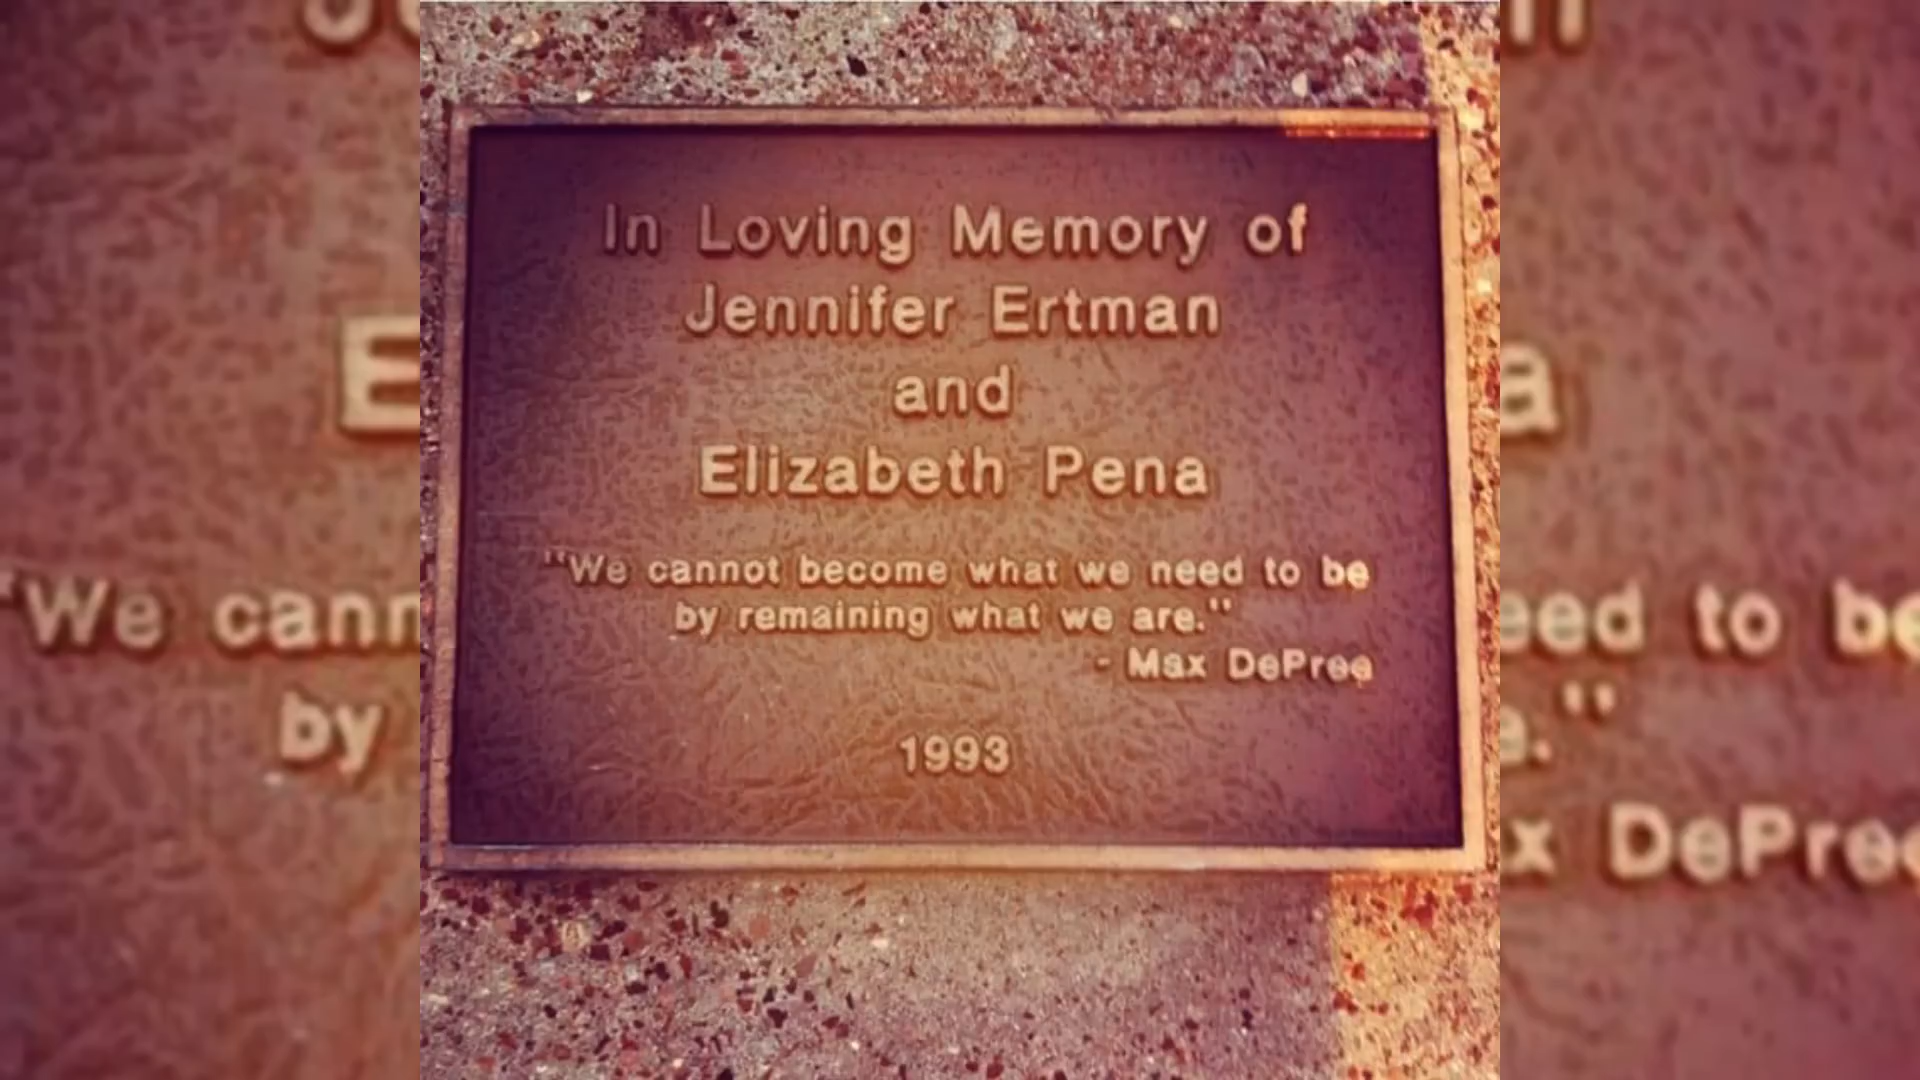 In Loving Memory of
Jennifer Ertman
and
Elizabeth Pena
"We cannot become what we need to be
by remaining what we are."
- Max DePree
1993